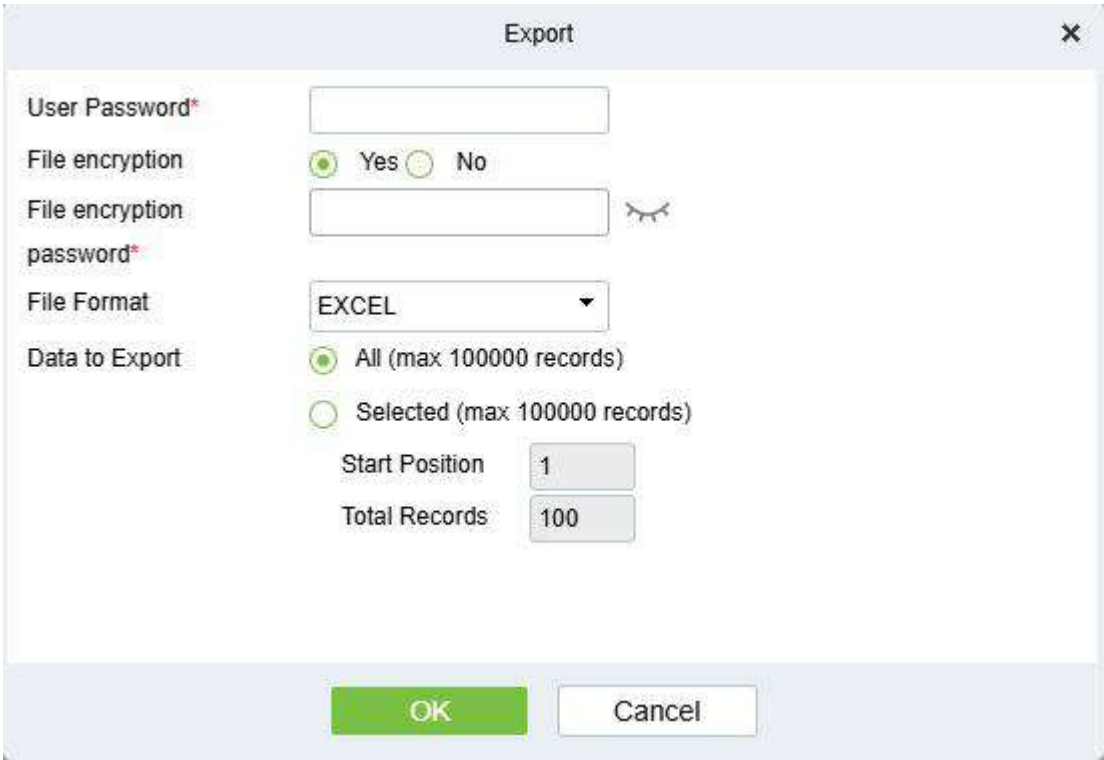 Export
User Password*
File encryption Yes No
File encryption
password*
File Format EXCEL
Data to Export All (max 100000 records)
Selected (max 100000 records)
Start Position 1
Total Records 100
OK Cancel